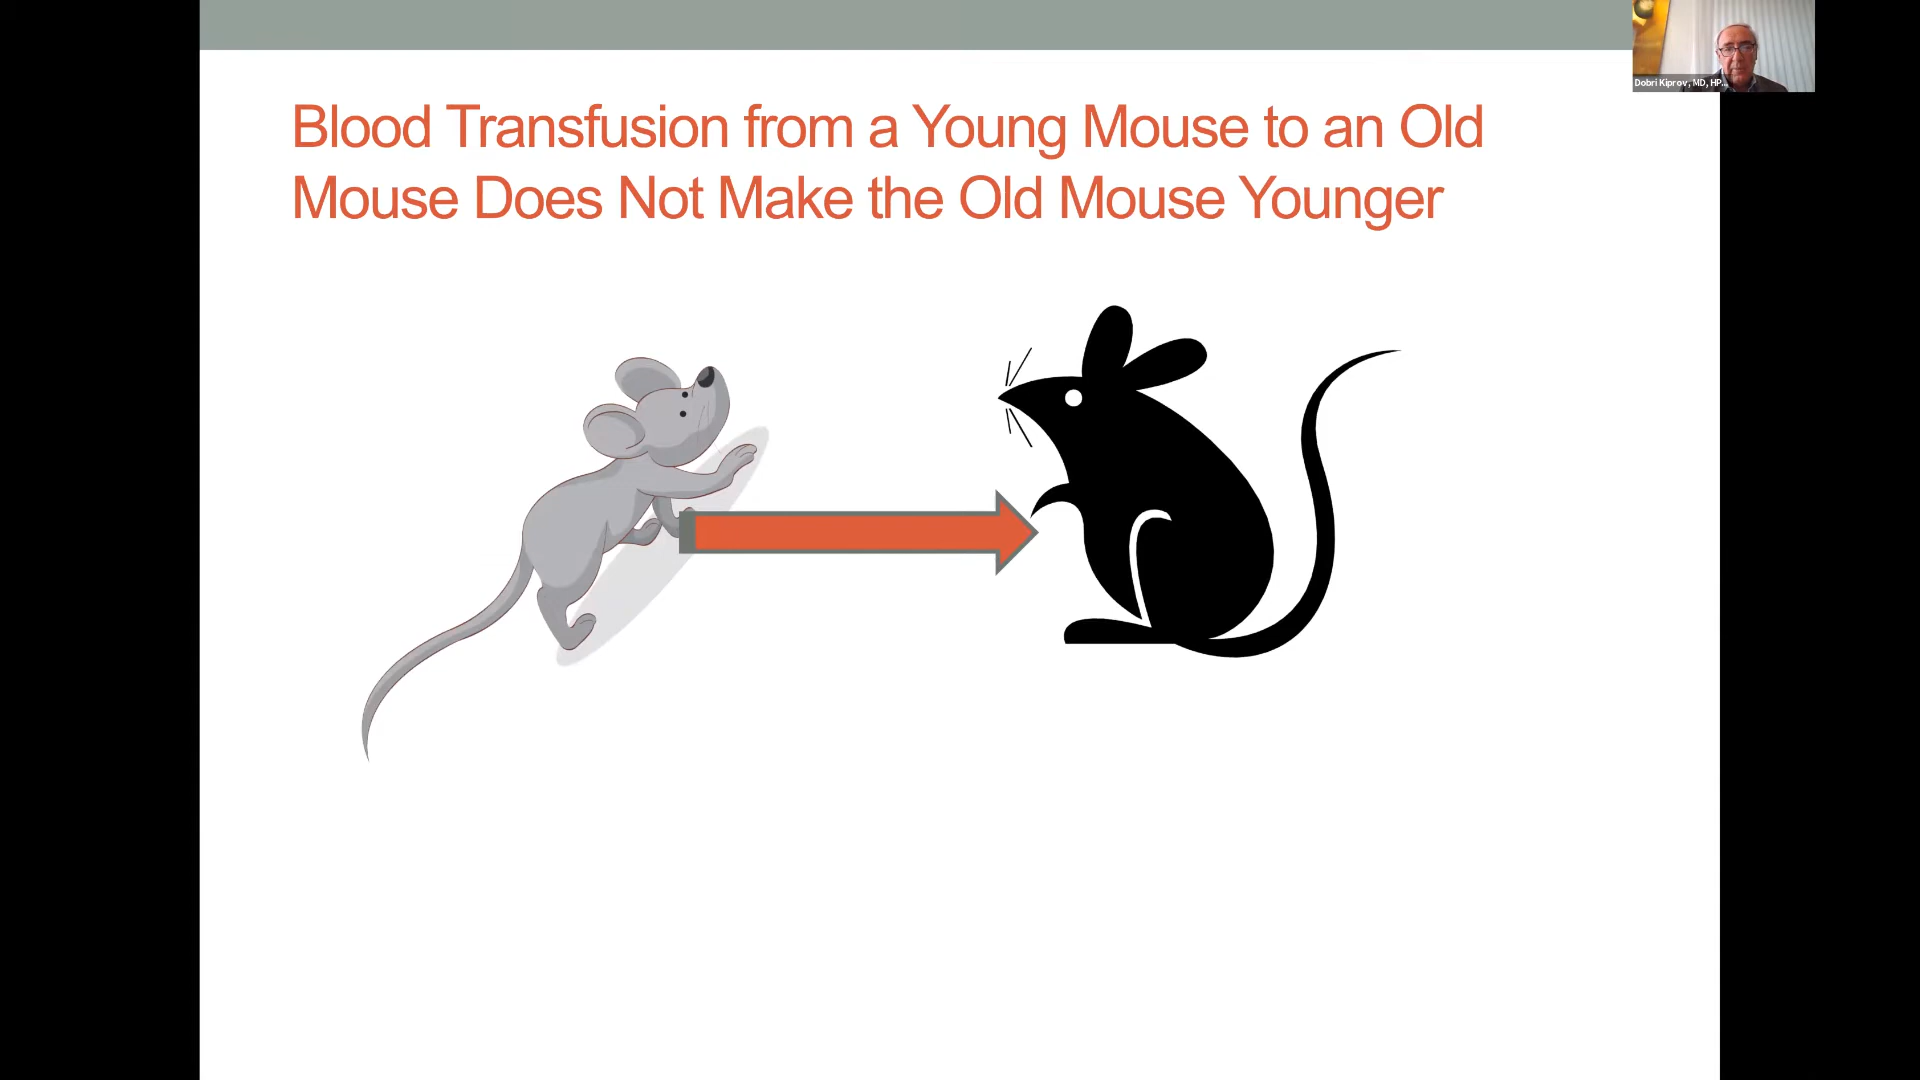 Dobri Kiprov, MD, HP...
Blood Transfusion from a Young Mouse to an Old
Mouse Does Not Make the Old Mouse Younger